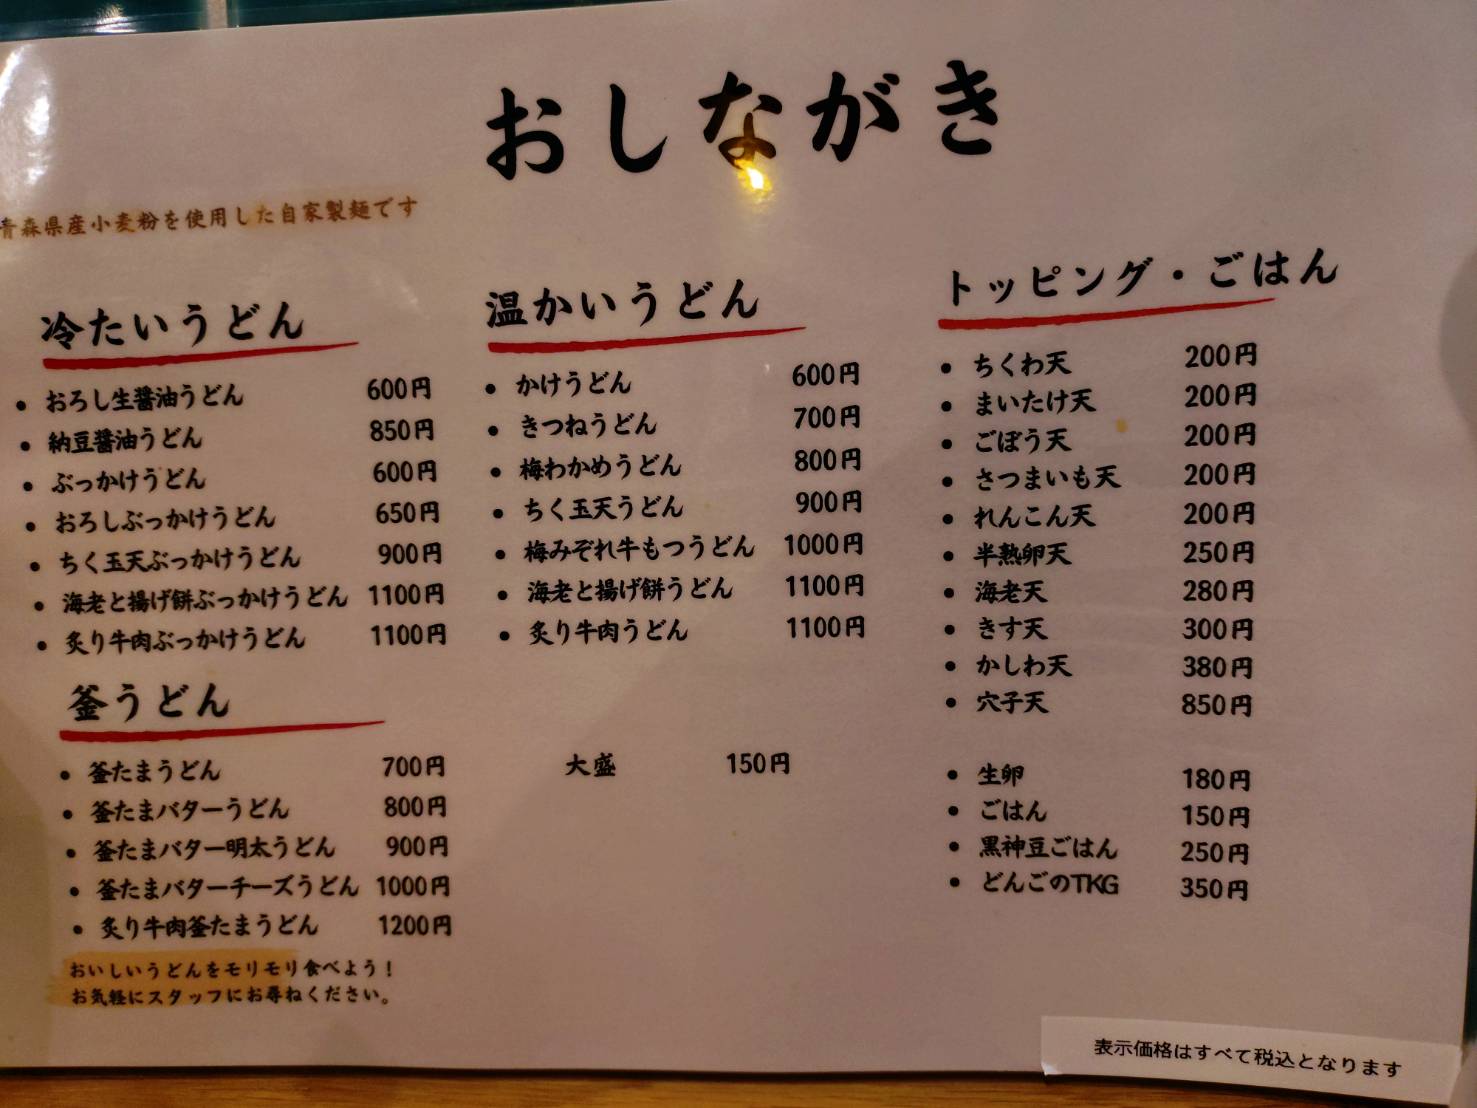 おしながき
青森県産小麦粉を使用した自家製麺です
冷たいうどん
・おろし生醤油うどん 600円
・納豆醤油うどん 850円
・ぶっかけうどん 600円
・おろしぶっかけうどん 650円
・ちく玉天ぶっかけうどん 900円
・海老と揚げ餅ぶっかけうどん 1100円
・炙り牛肉ぶっかけうどん 1100円
釜うどん
・釜たまうどん 700円
・釜たまバターうどん 800円
・釜たまバター明太うどん 900円
・釜たまバターチーズうどん 1000円
・炙り牛肉釜たまうどん 1200円
おいしいうどんをモリモリ食べよう！
お気軽にスタッフにお尋ねください。
温かいうどん
・かけうどん 600円
・きつねうどん 700円
・梅わかめうどん 800円
・ちく玉天うどん 900円
・梅みぞれ牛もつうどん 1000円
・海老と揚げ餅うどん 1100円
・炙り牛肉うどん 1100円
大盛 150円
トッピング・ごはん
・ちくわ天 200円
・まいたけ天 200円
・ごぼう天 200円
・さつまいも天 200円
・れんこん天 200円
・半熟卵天 250円
・海老天 280円
・きす天 300円
・かしわ天 380円
・穴子天 850円
・生卵 180円
・ごはん 150円
・黒神豆ごはん 250円
・どんごのTKG 350円
表示価格はすべて税込となります